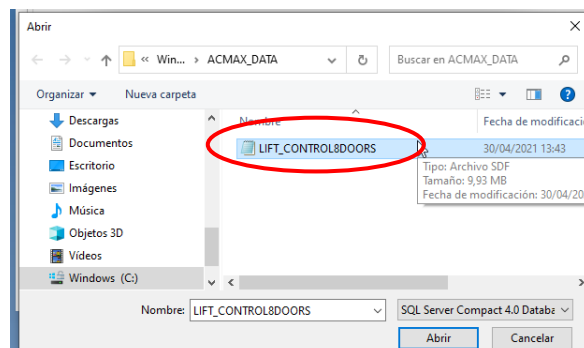 Abrir
« Win... › ACMAX_DATA
Buscar en ACMAX_DATA
Organizar
Nueva carpeta
Descargas
Documentos
Escritorio
Imágenes
Música
Objetos 3D
Vídeos
Windows (C:)
Nombre
Fecha de modificació
LIFT_CONTROL8DOORS
30/04/2021 13:43
Tipo: Archivo SDF
Tamaño: 9,93 MB
Fecha de modificación: 30/04/20
Nombre:
LIFT_CONTROL8DOORS
SQL Server Compact 4.0 Databa
Abrir
Cancelar